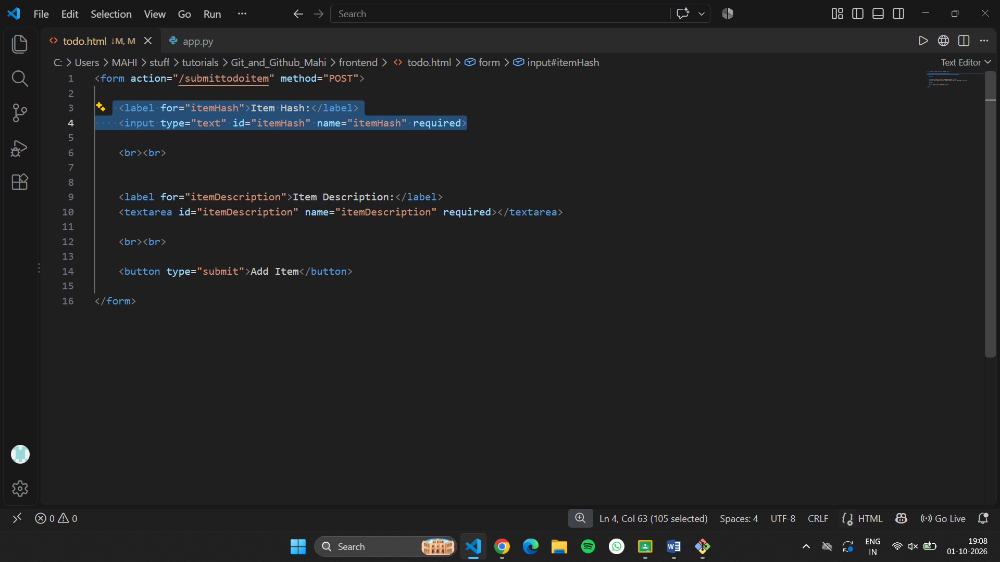 File Edit Selection View Go Run ··· Search
todo.html ↓M, M app.py
C: > Users > MAHI > stuff > tutorials > Git_and_Github_Mahi > frontend > <> todo.html > form > input#itemHash Text Editor
1 <form action="/submittodoitem" method="POST">
2
3 <label for="itemHash">Item Hash:</label>
4 <input type="text" id="itemHash" name="itemHash" required>
5
6 <br><br>
7
8
9 <label for="itemDescription">Item Description:</label>
10 <textarea id="itemDescription" name="itemDescription" required></textarea>
11
12 <br><br>
13
14 <button type="submit">Add Item</button>
15
16 </form>
0 0 Ln 4, Col 63 (105 selected) Spaces: 4 UTF-8 CRLF HTML Go Live
Search ENG 19:08
IN 01-10-2026